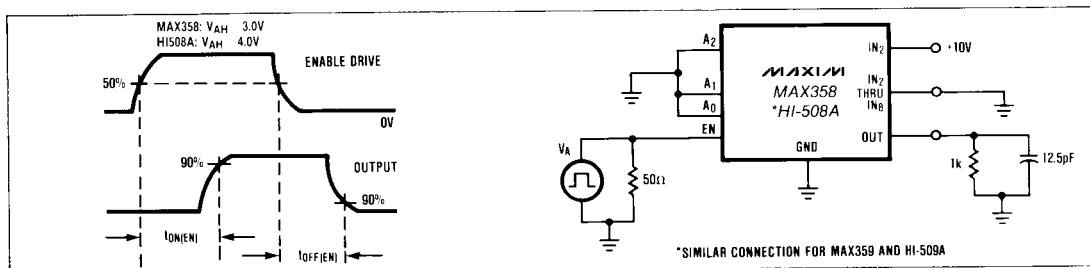 MAX358: VAH 3.0V
HI508A: VAH 4.0V
ENABLE DRIVE
50%
0V
90%
OUTPUT
90%
tON(EN)
tOFF(EN)
A2
A1
A0
EN
VA
50Ω
MAXIM
MAX358
*HI-508A
GND
IN2
+10V
IN2
THRU
IN8
OUT
1k
12.5pF
*SIMILAR CONNECTION FOR MAX359 AND HI-509A